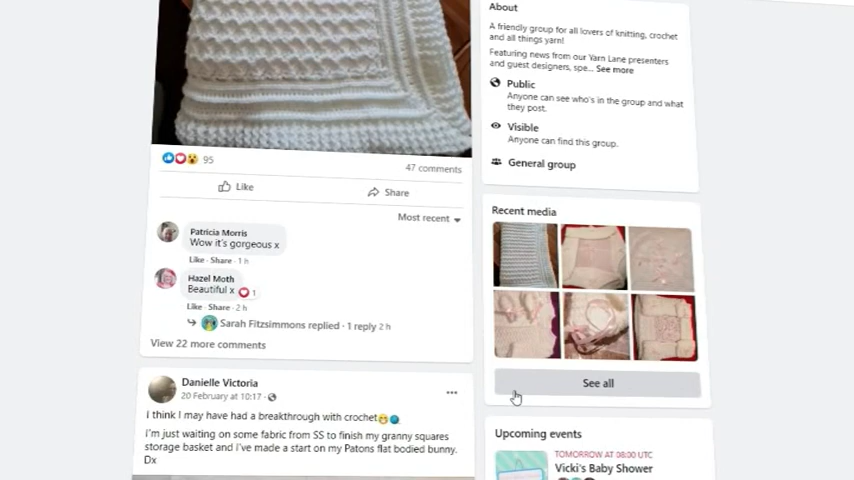 95
47 comments
Like
Share
Most recent
Patricia Morris
Wow it's gorgeous x
Like · Share · 1 h
Hazel Moth
Beautiful x 1
Like · Share · 2 h
Sarah Fitzsimmons replied · 1 reply 2 h
View 22 more comments
Danielle Victoria
20 February at 10:17 ·
I think I may have had a breakthrough with crochet
I'm just waiting on some fabric from SS to finish my granny squares
storage basket and I've made a start on my Patons flat bodied bunny.
Dx
About
A friendly group for all lovers of knitting, crochet
and all things yarn!
Featuring news from our Yarn Lane presenters
and guest designers, spe... See more
Public
Anyone can see who's in the group and what
they post.
Visible
Anyone can find this group.
General group
Recent media
See all
Upcoming events
TOMORROW AT 08:00 UTC
Vicki's Baby Shower